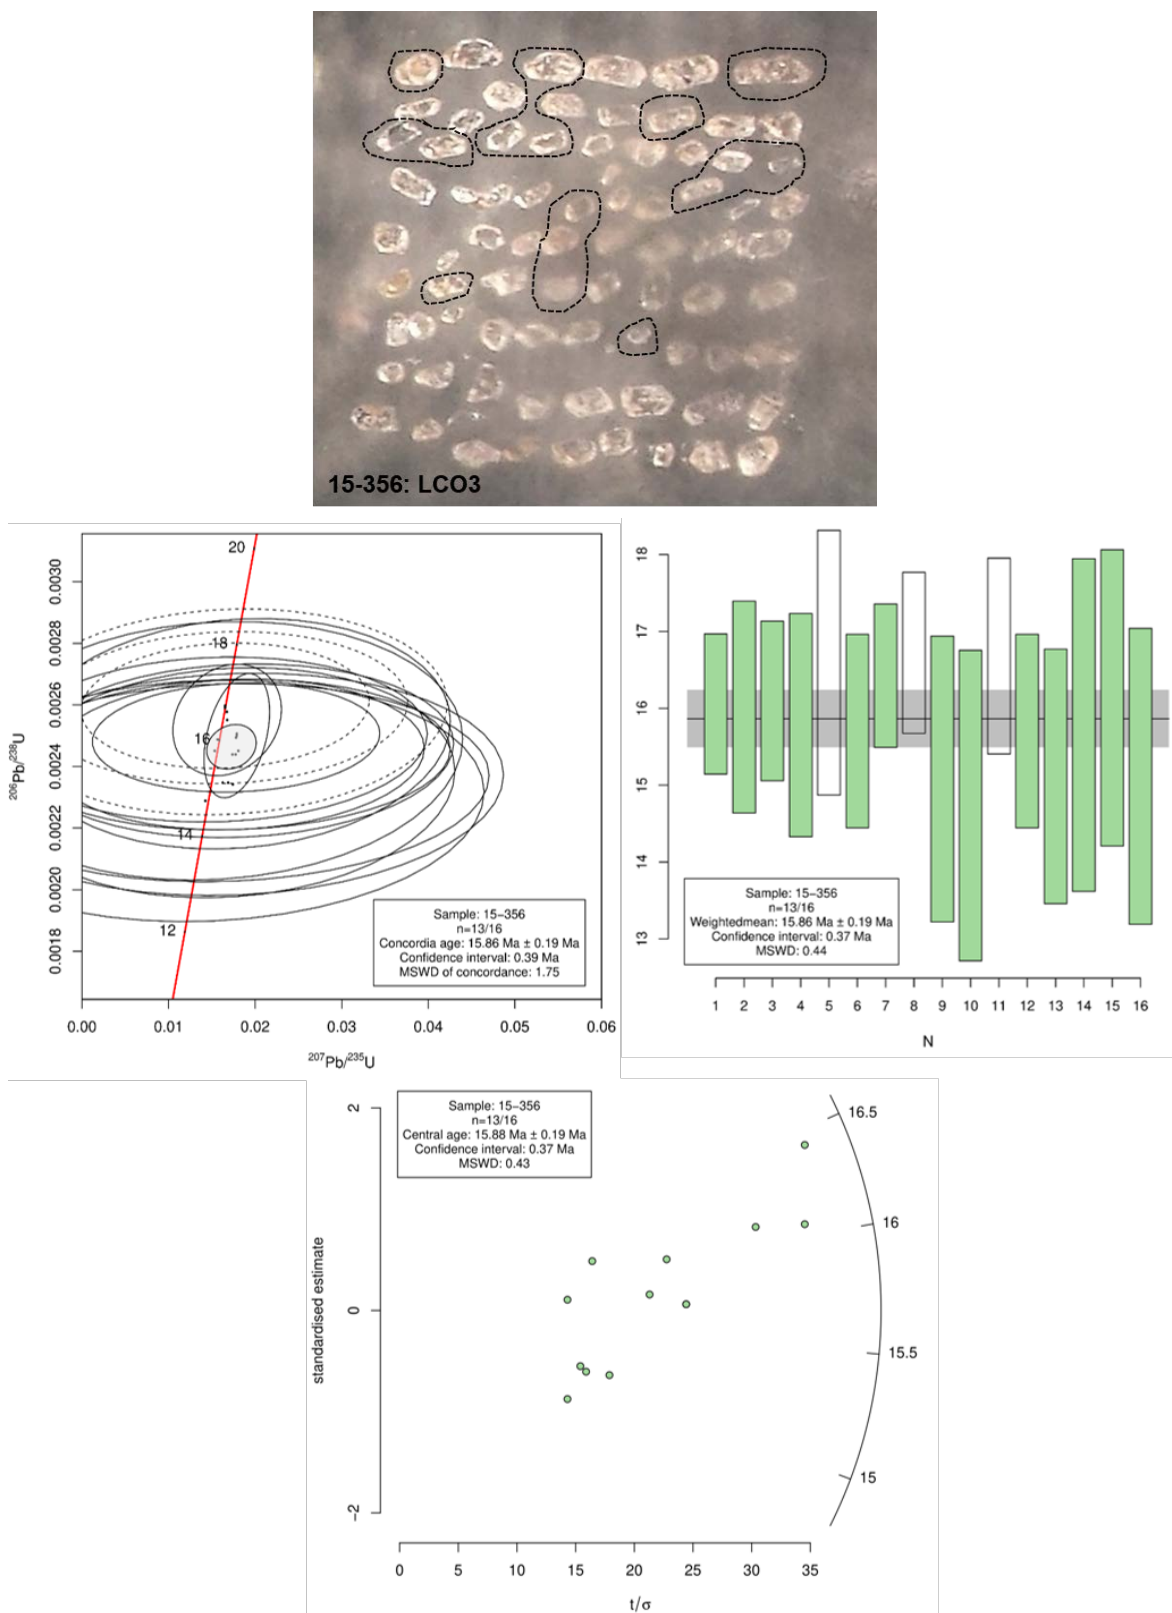 15-356: LCO3
20
18
16
14
12
0.0030
0.0028
0.0026
0.0024
0.0022
0.0020
0.0018
²⁰⁶Pb/²³⁸U
Sample: 15–356
n=13/16
Concordia age: 15.86 Ma ± 0.19 Ma
Confidence interval: 0.39 Ma
MSWD of concordance: 1.75
0.00 0.01 0.02 0.03 0.04 0.05 0.06
²⁰⁷Pb/²³⁵U
18
17
16
15
14
13
Sample: 15–356
n=13/16
Weightedmean: 15.86 Ma ± 0.19 Ma
Confidence interval: 0.37 Ma
MSWD: 0.44
1 2 3 4 5 6 7 8 9 10 11 12 13 14 15 16
N
Sample: 15–356
n=13/16
Central age: 15.88 Ma ± 0.19 Ma
Confidence interval: 0.37 Ma
MSWD: 0.43
2
0
−2
standardised estimate
16.5
16
15.5
15
0 5 10 15 20 25 30 35
t/σ